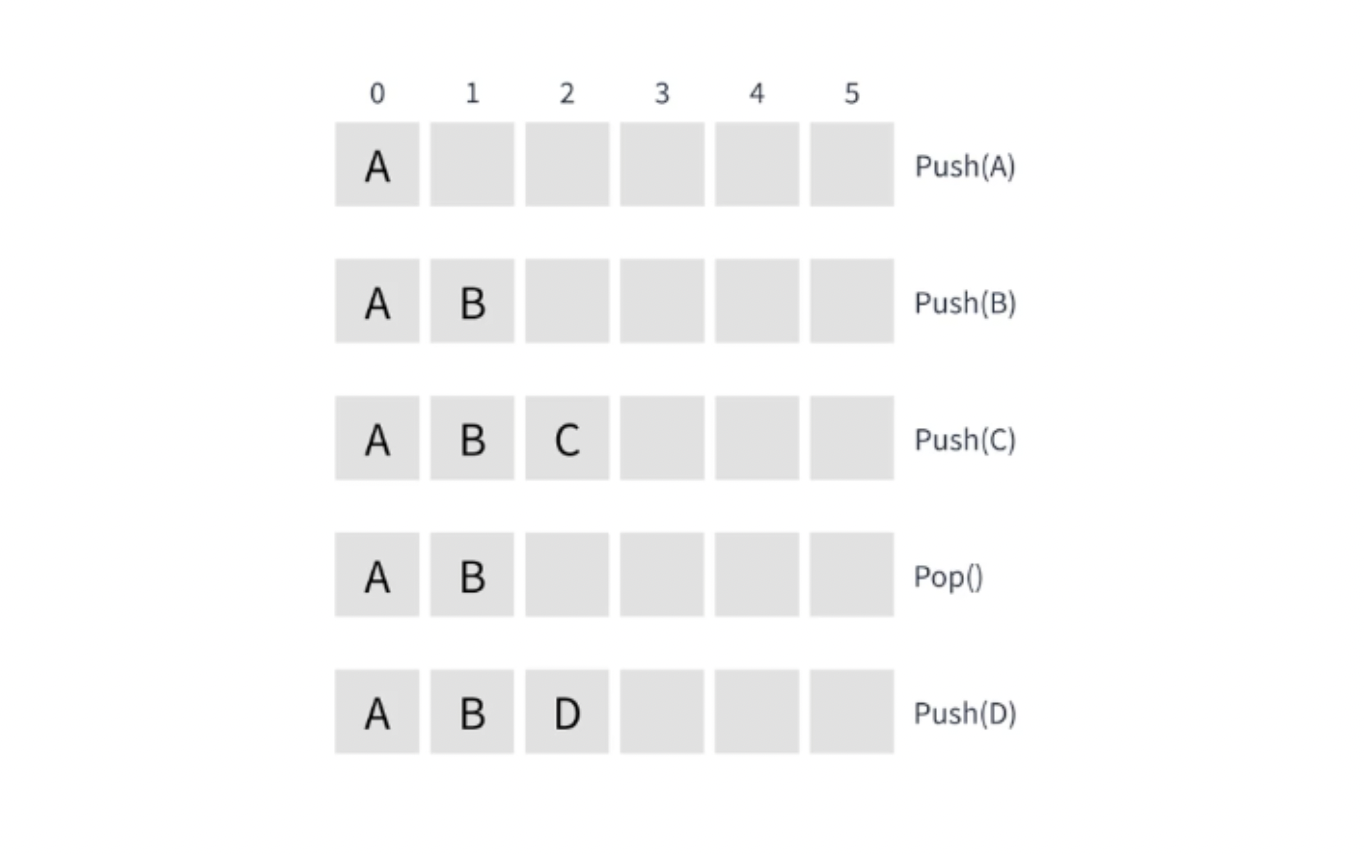 0 1 2 3 4 5
A Push(A)
A B Push(B)
A B C Push(C)
A B Pop()
A B D Push(D)